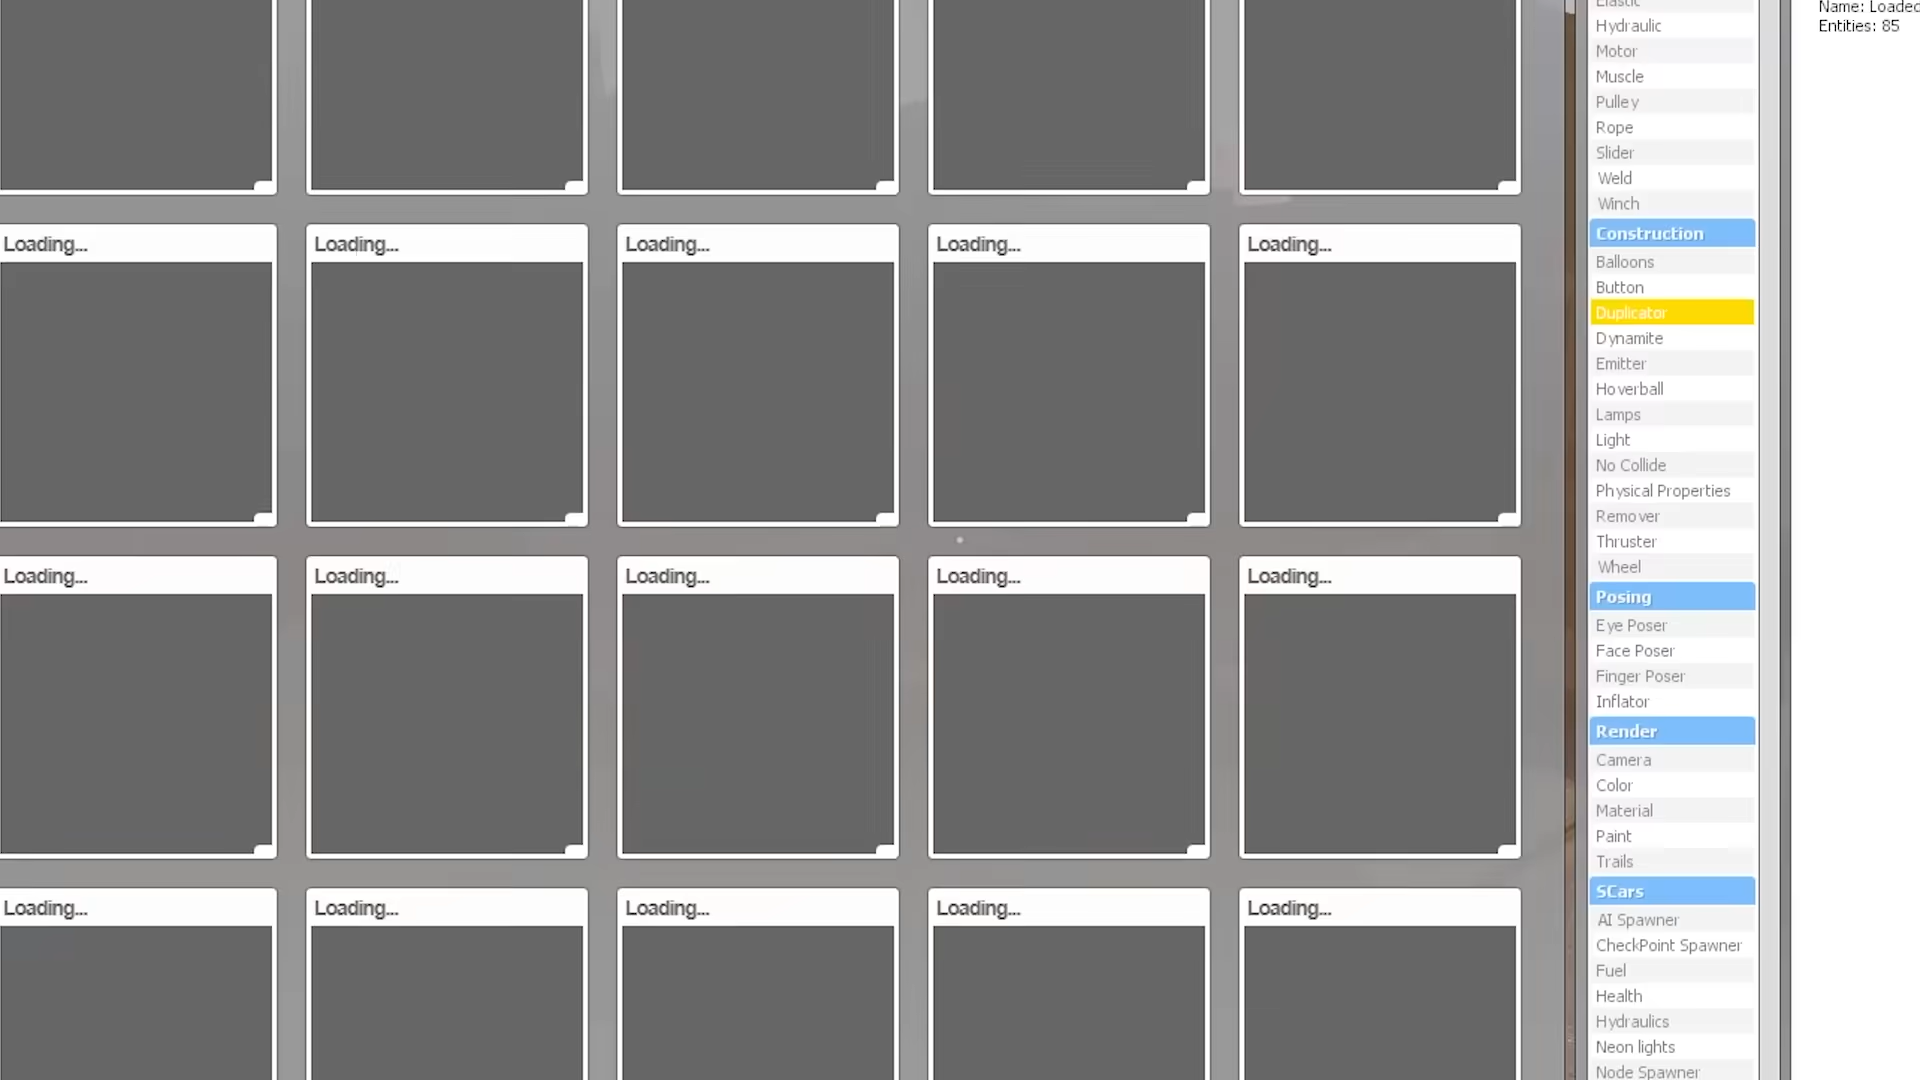 Loading... Loading... Loading... Loading... Loading...
Loading... Loading... Loading... Loading... Loading...
Loading... Loading... Loading... Loading... Loading...
Elastic
Hydraulic
Motor
Muscle
Pulley
Rope
Slider
Weld
Winch
Construction
Balloons
Button
Duplicator
Dynamite
Emitter
Hoverball
Lamps
Light
No Collide
Physical Properties
Remover
Thruster
Wheel
Posing
Eye Poser
Face Poser
Finger Poser
Inflator
Render
Camera
Color
Material
Paint
Trails
SCars
AI Spawner
CheckPoint Spawner
Fuel
Health
Hydraulics
Neon lights
Node Spawner
Name: Loaded
Entities: 85